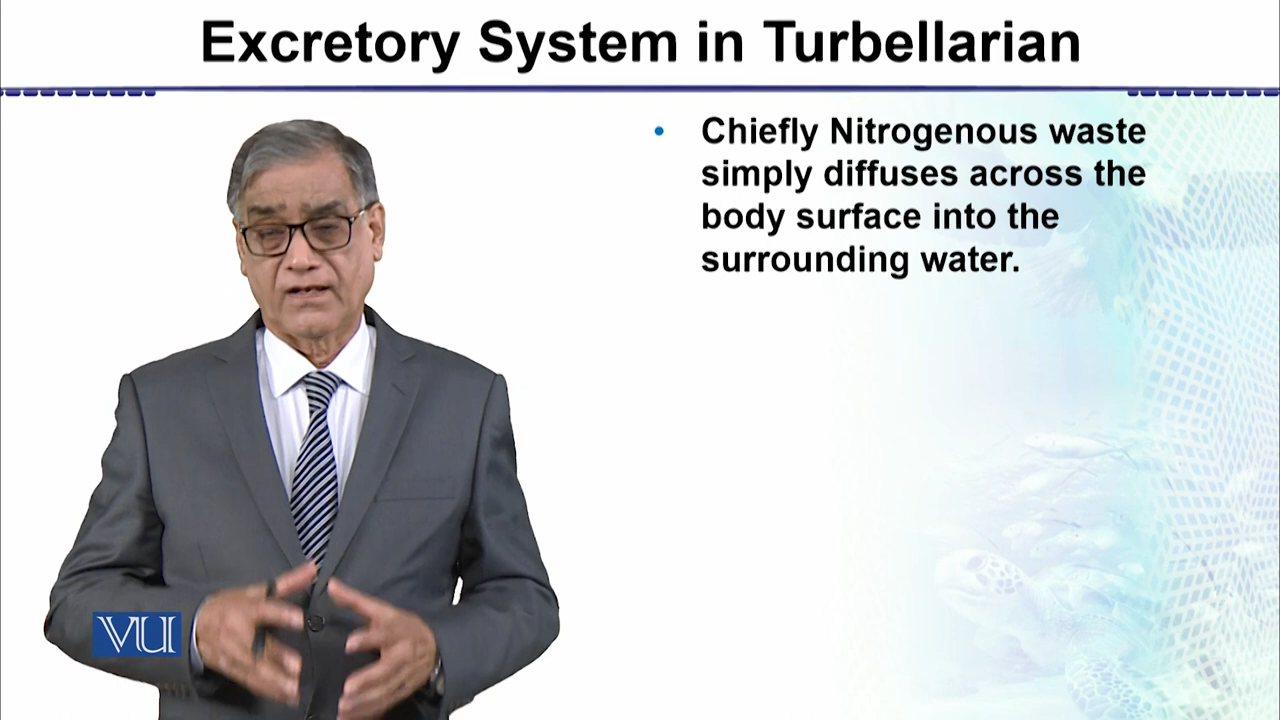 Excretory System in Turbellarian
• Chiefly Nitrogenous waste
simply diffuses across the
body surface into the
surrounding water.
VU